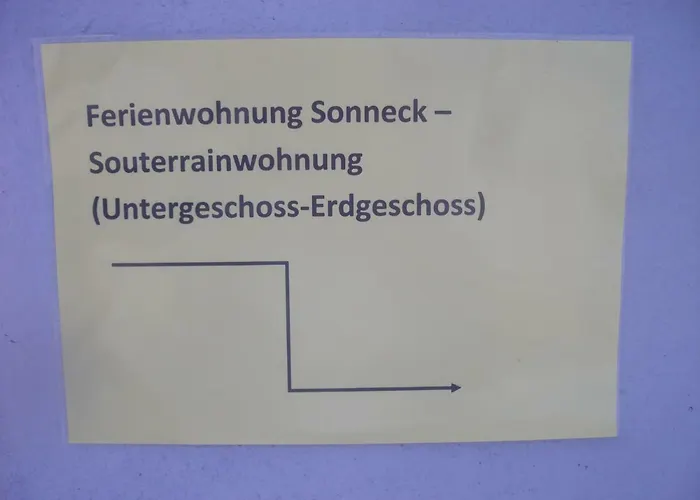 Ferienwohnung Sonneck –
Souterrainwohnung
(Untergeschoss-Erdgeschoss)